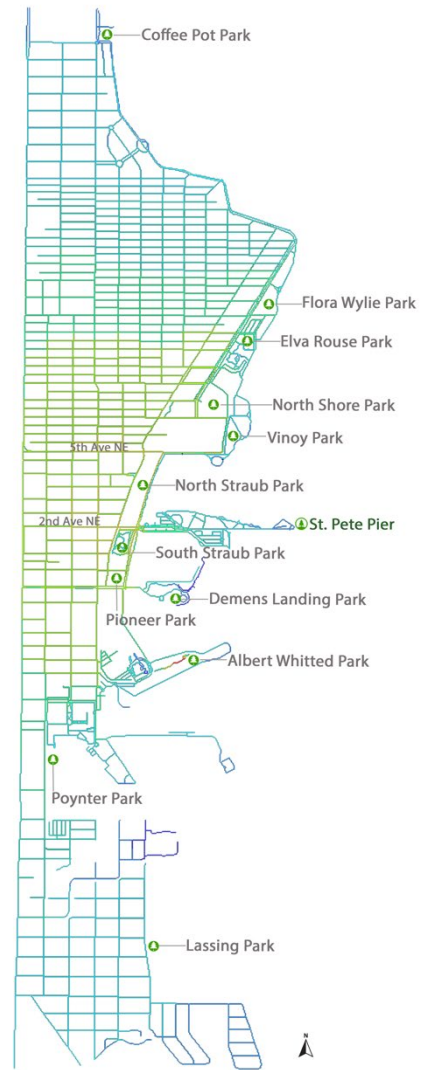 Coffee Pot Park
Flora Wylie Park
Elva Rouse Park
North Shore Park
Vinoy Park
5th Ave NE
North Straub Park
2nd Ave NE
St. Pete Pier
South Straub Park
Demens Landing Park
Pioneer Park
Albert Whitted Park
Poynter Park
Lassing Park
N